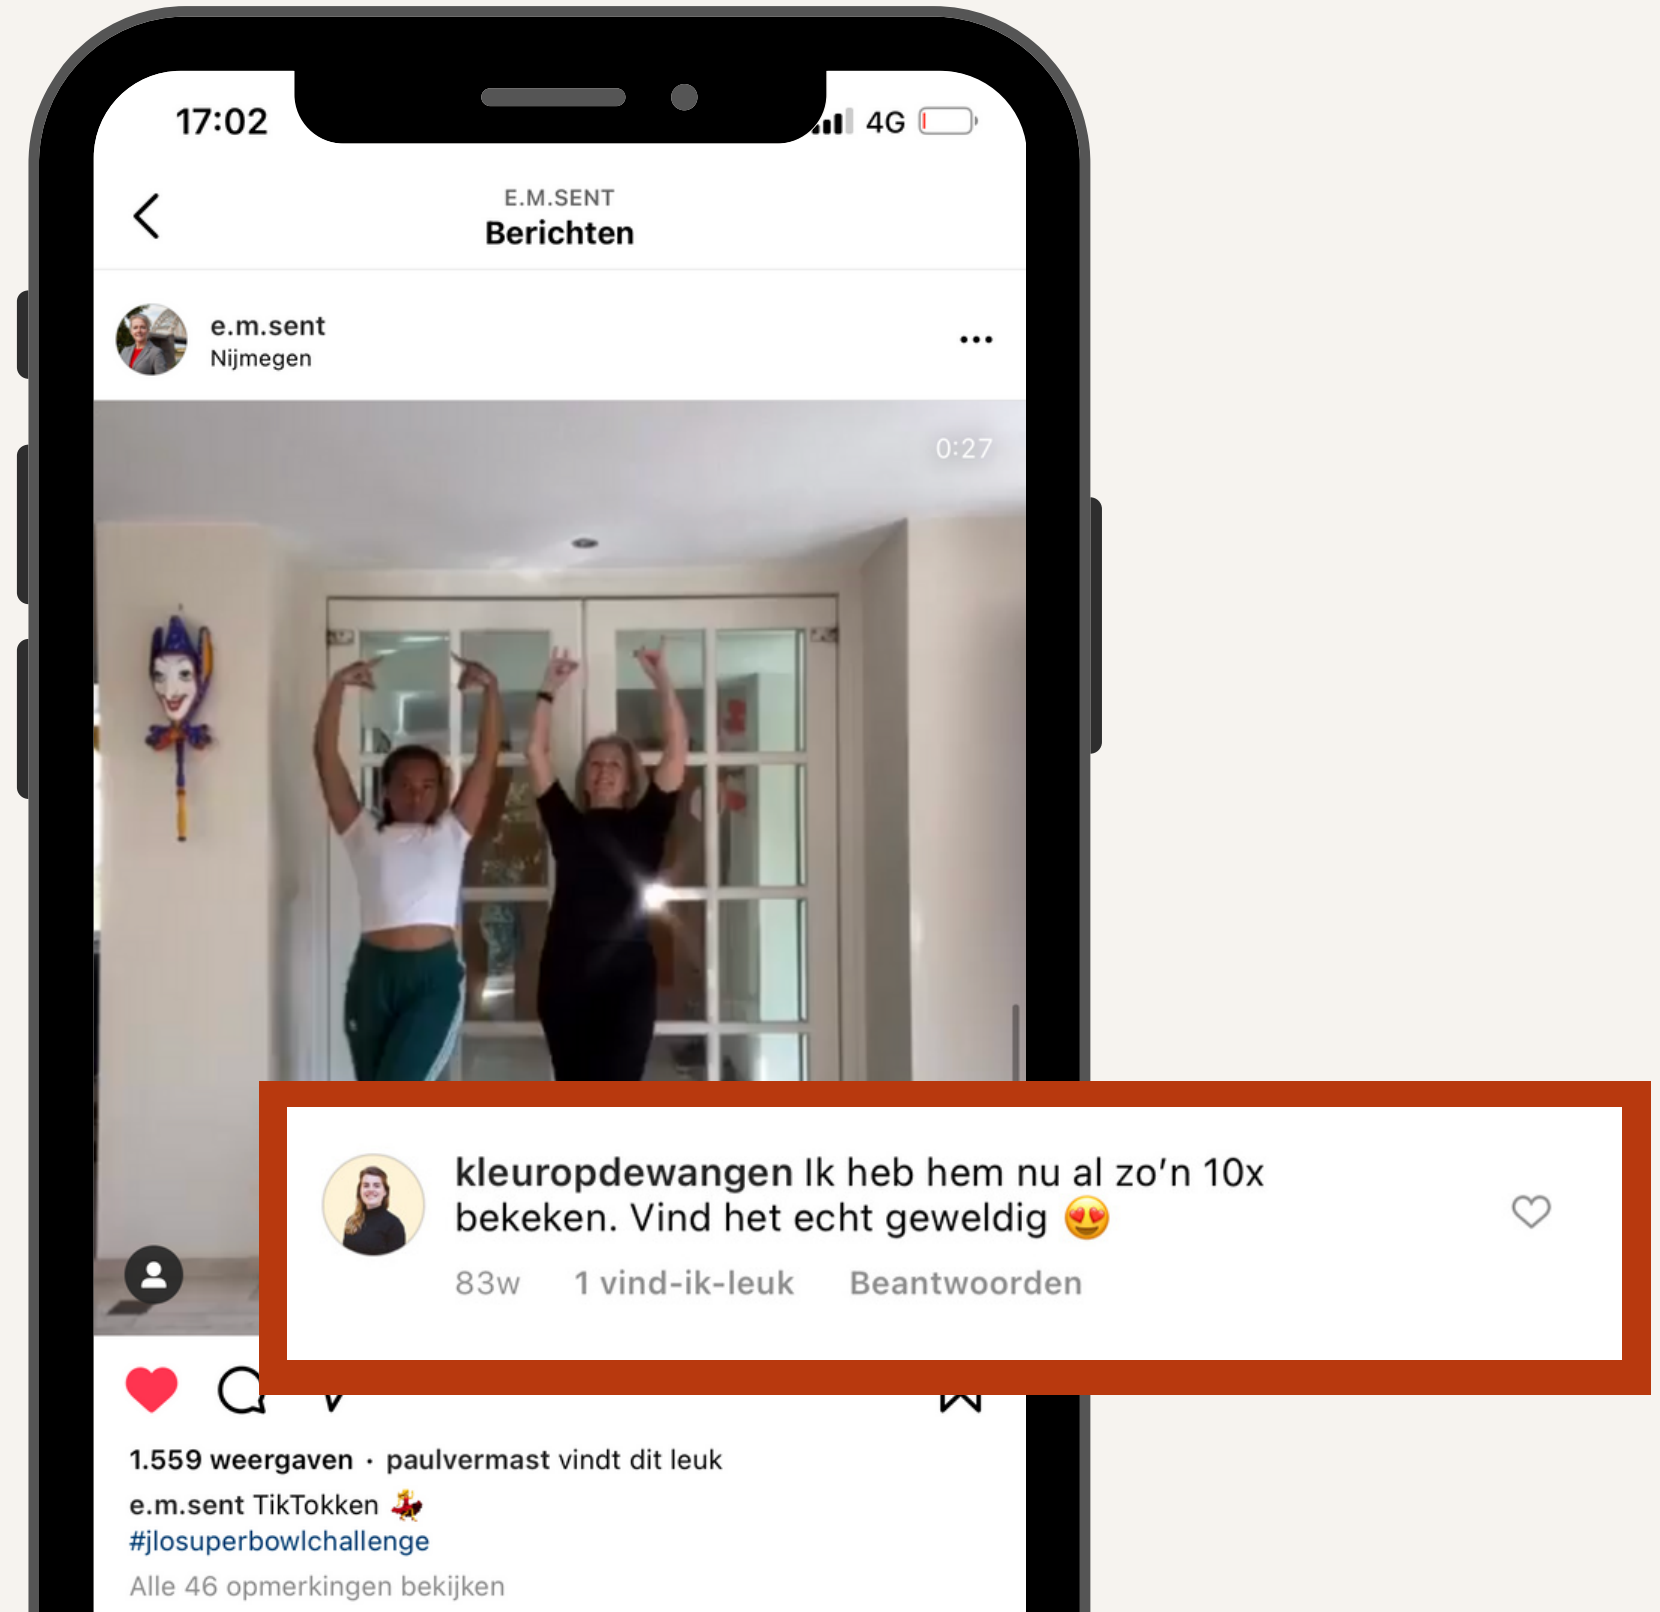 17:02
4G
E.M.SENT
Berichten
e.m.sent
Nijmegen
0:27
kleuropdewangen Ik heb hem nu al zo’n 10x
bekeken. Vind het echt geweldig 😍
83w 1 vind-ik-leuk Beantwoorden
1.559 weergaven · paulvermast vindt dit leuk
e.m.sent TikTokken 💃
#jlosuperbowlchallenge
Alle 46 opmerkingen bekijken